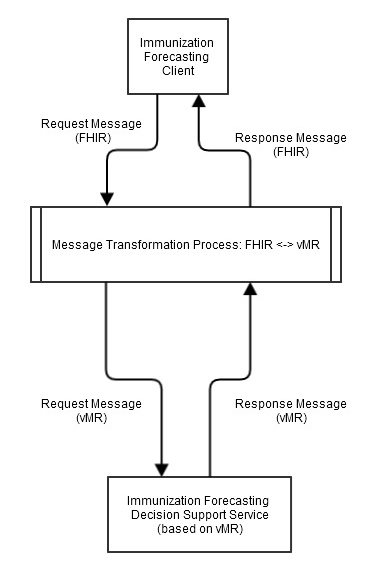 Immunization
Forecasting
Client
Request Message
(FHIR)
Response Message
(FHIR)
Message Transformation Process: FHIR <-> vMR
Request Message
(vMR)
Response Message
(vMR)
Immunization Forecasting
Decision Support Service
(based on vMR)